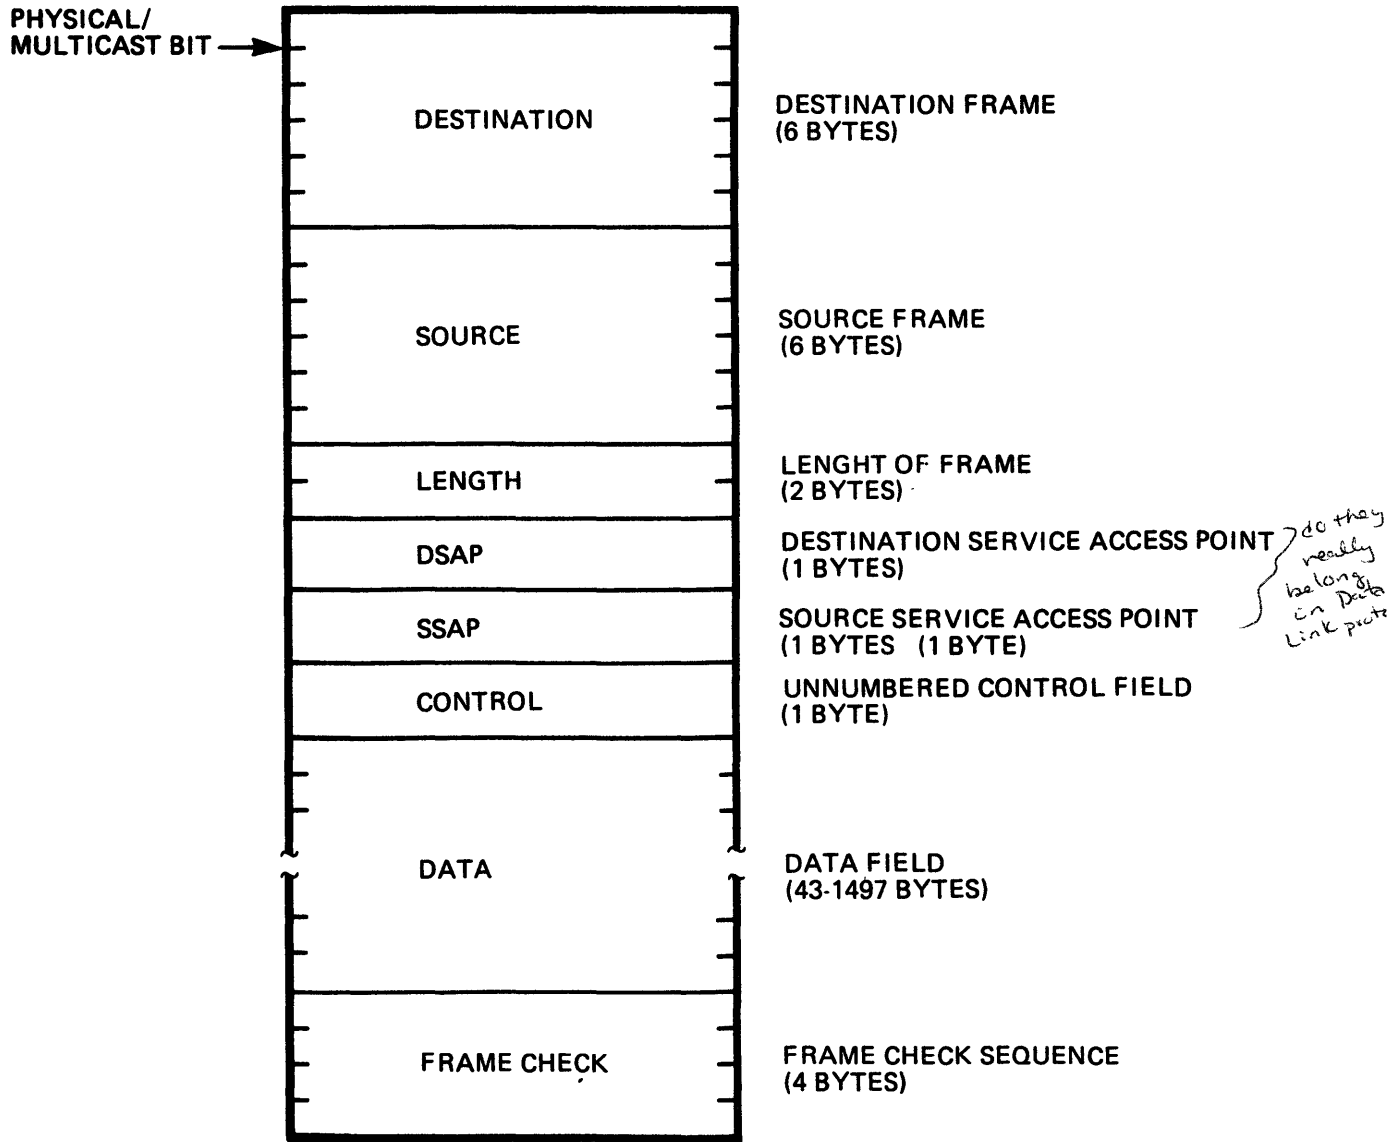 PHYSICAL/
MULTICAST BIT
DESTINATION
DESTINATION FRAME
(6 BYTES)
SOURCE
SOURCE FRAME
(6 BYTES)
LENGTH
LENGHT OF FRAME
(2 BYTES)
DSAP
DESTINATION SERVICE ACCESS POINT
(1 BYTES)
SSAP
SOURCE SERVICE ACCESS POINT
(1 BYTES (1 BYTE)
do they
really
belong
in Data
Link proto
CONTROL
UNNUMBERED CONTROL FIELD
(1 BYTE)
DATA
DATA FIELD
(43-1497 BYTES)
FRAME CHECK
FRAME CHECK SEQUENCE
(4 BYTES)